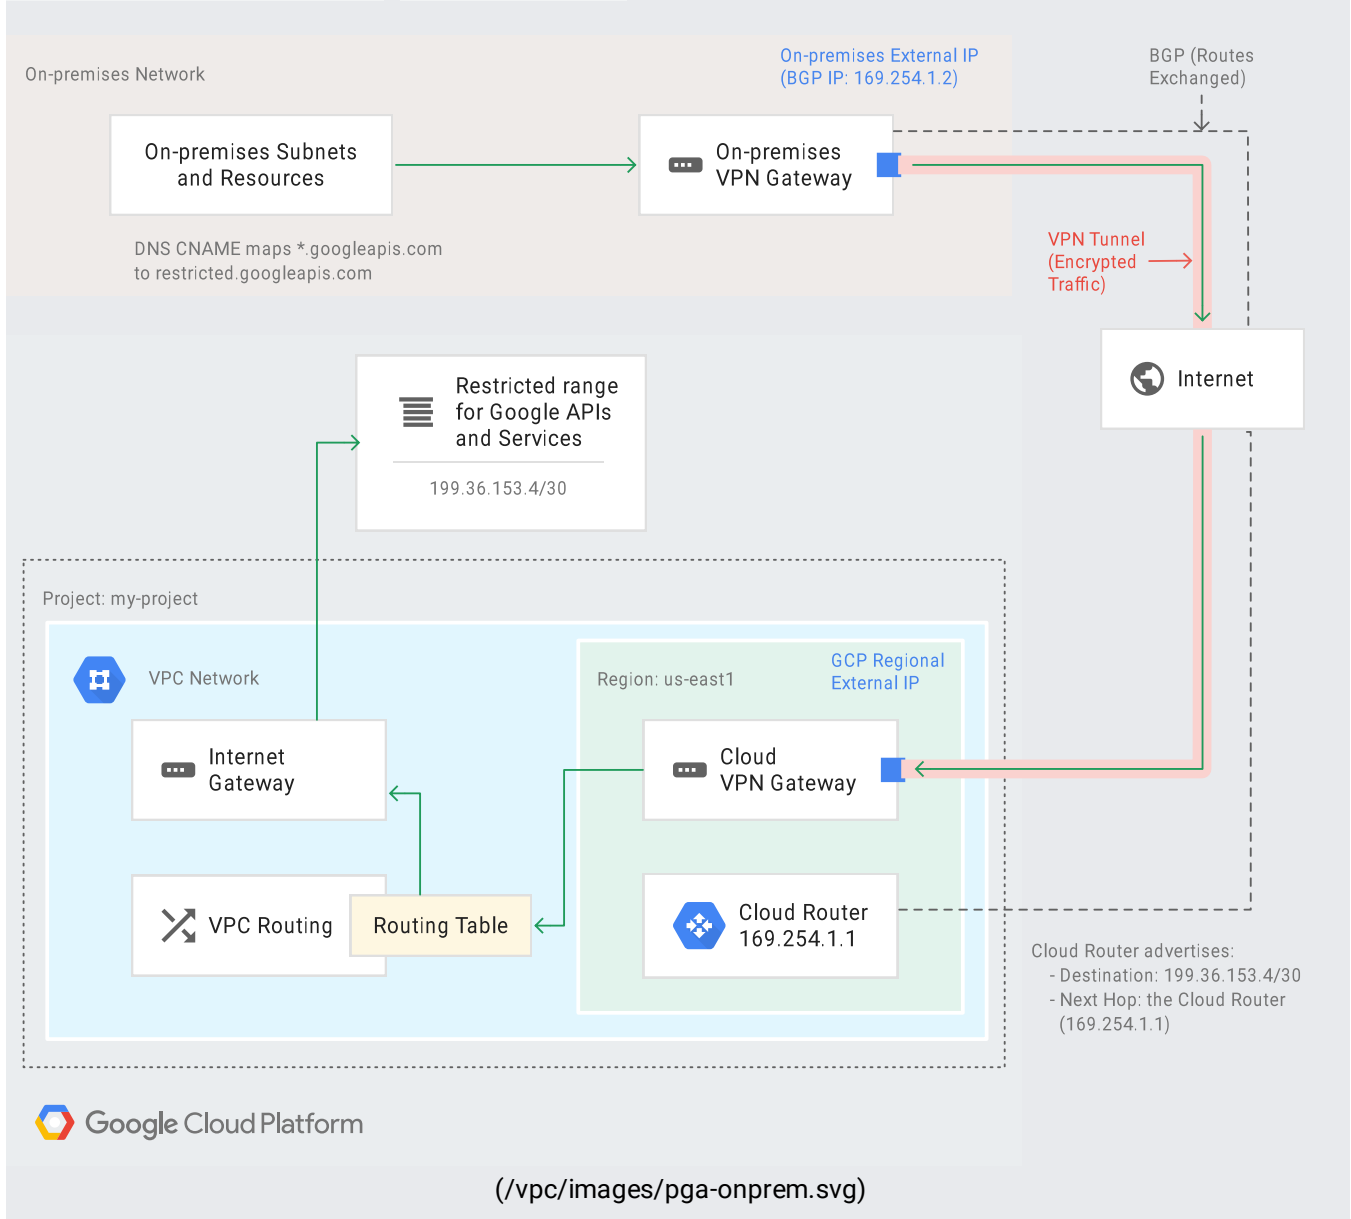 On-premises Network
On-premises External IP
(BGP IP: 169.254.1.2)
BGP (Routes
Exchanged)
On-premises Subnets
and Resources
On-premises
VPN Gateway
DNS CNAME maps *.googleapis.com
to restricted.googleapis.com
VPN Tunnel
(Encrypted
Traffic)
Internet
Restricted range
for Google APIs
and Services
199.36.153.4/30
Project: my-project
VPC Network
Region: us-east1
GCP Regional
External IP
Internet
Gateway
Cloud
VPN Gateway
VPC Routing
Routing Table
Cloud Router
169.254.1.1
Cloud Router advertises:
- Destination: 199.36.153.4/30
- Next Hop: the Cloud Router
(169.254.1.1)
Google Cloud Platform
(/vpc/images/pga-onprem.svg)